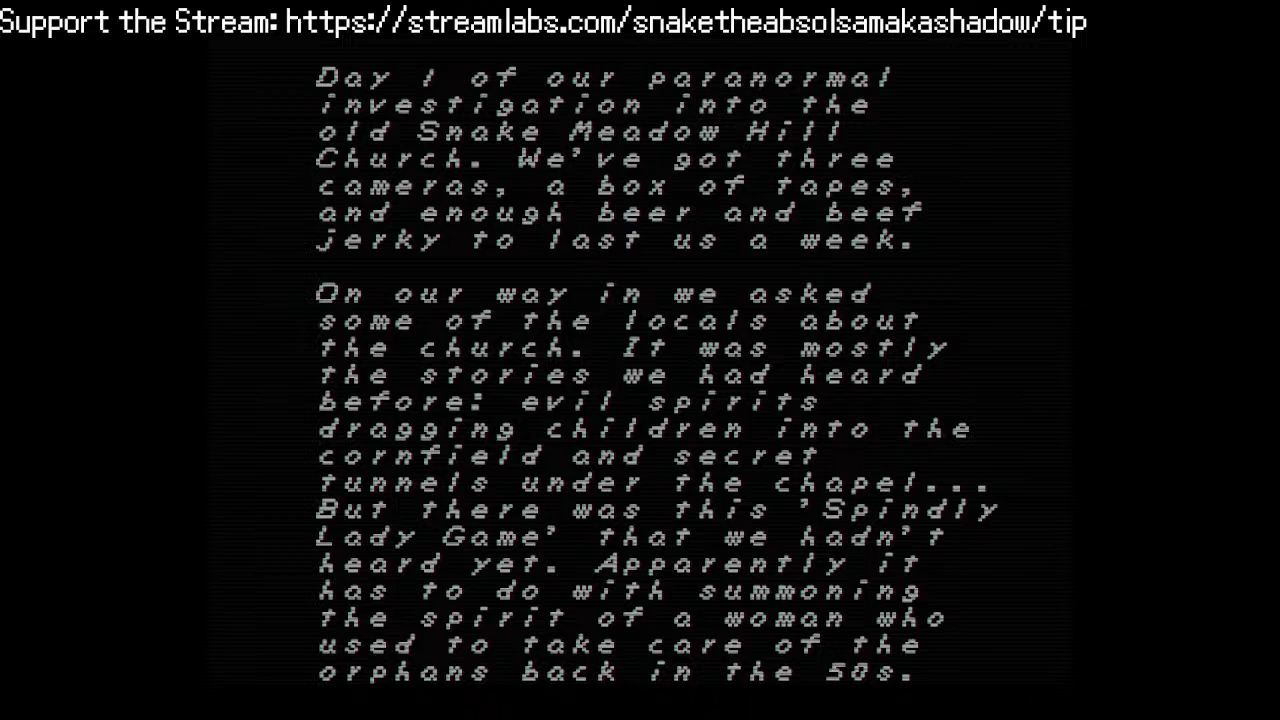 Support the Stream: https://streamlabs.com/snaketheabsolsamakashadow/tip
Day 1 of our paranormal
investigation into the
old Snake Meadow Hill
Church. We've got three
cameras, a box of tapes,
and enough beer and beef
jerky to last us a week.
On our way in we asked
some of the locals about
the church. It was mostly
the stories we had heard
before: evil spirits
dragging children into the
cornfield and secret
tunnels under the chapel...
But there was this 'Spindly
Lady Game' that we hadn't
heard yet. Apparently it
has to do with summoning
the spirit of a woman who
used to take care of the
orphans back in the 50s.